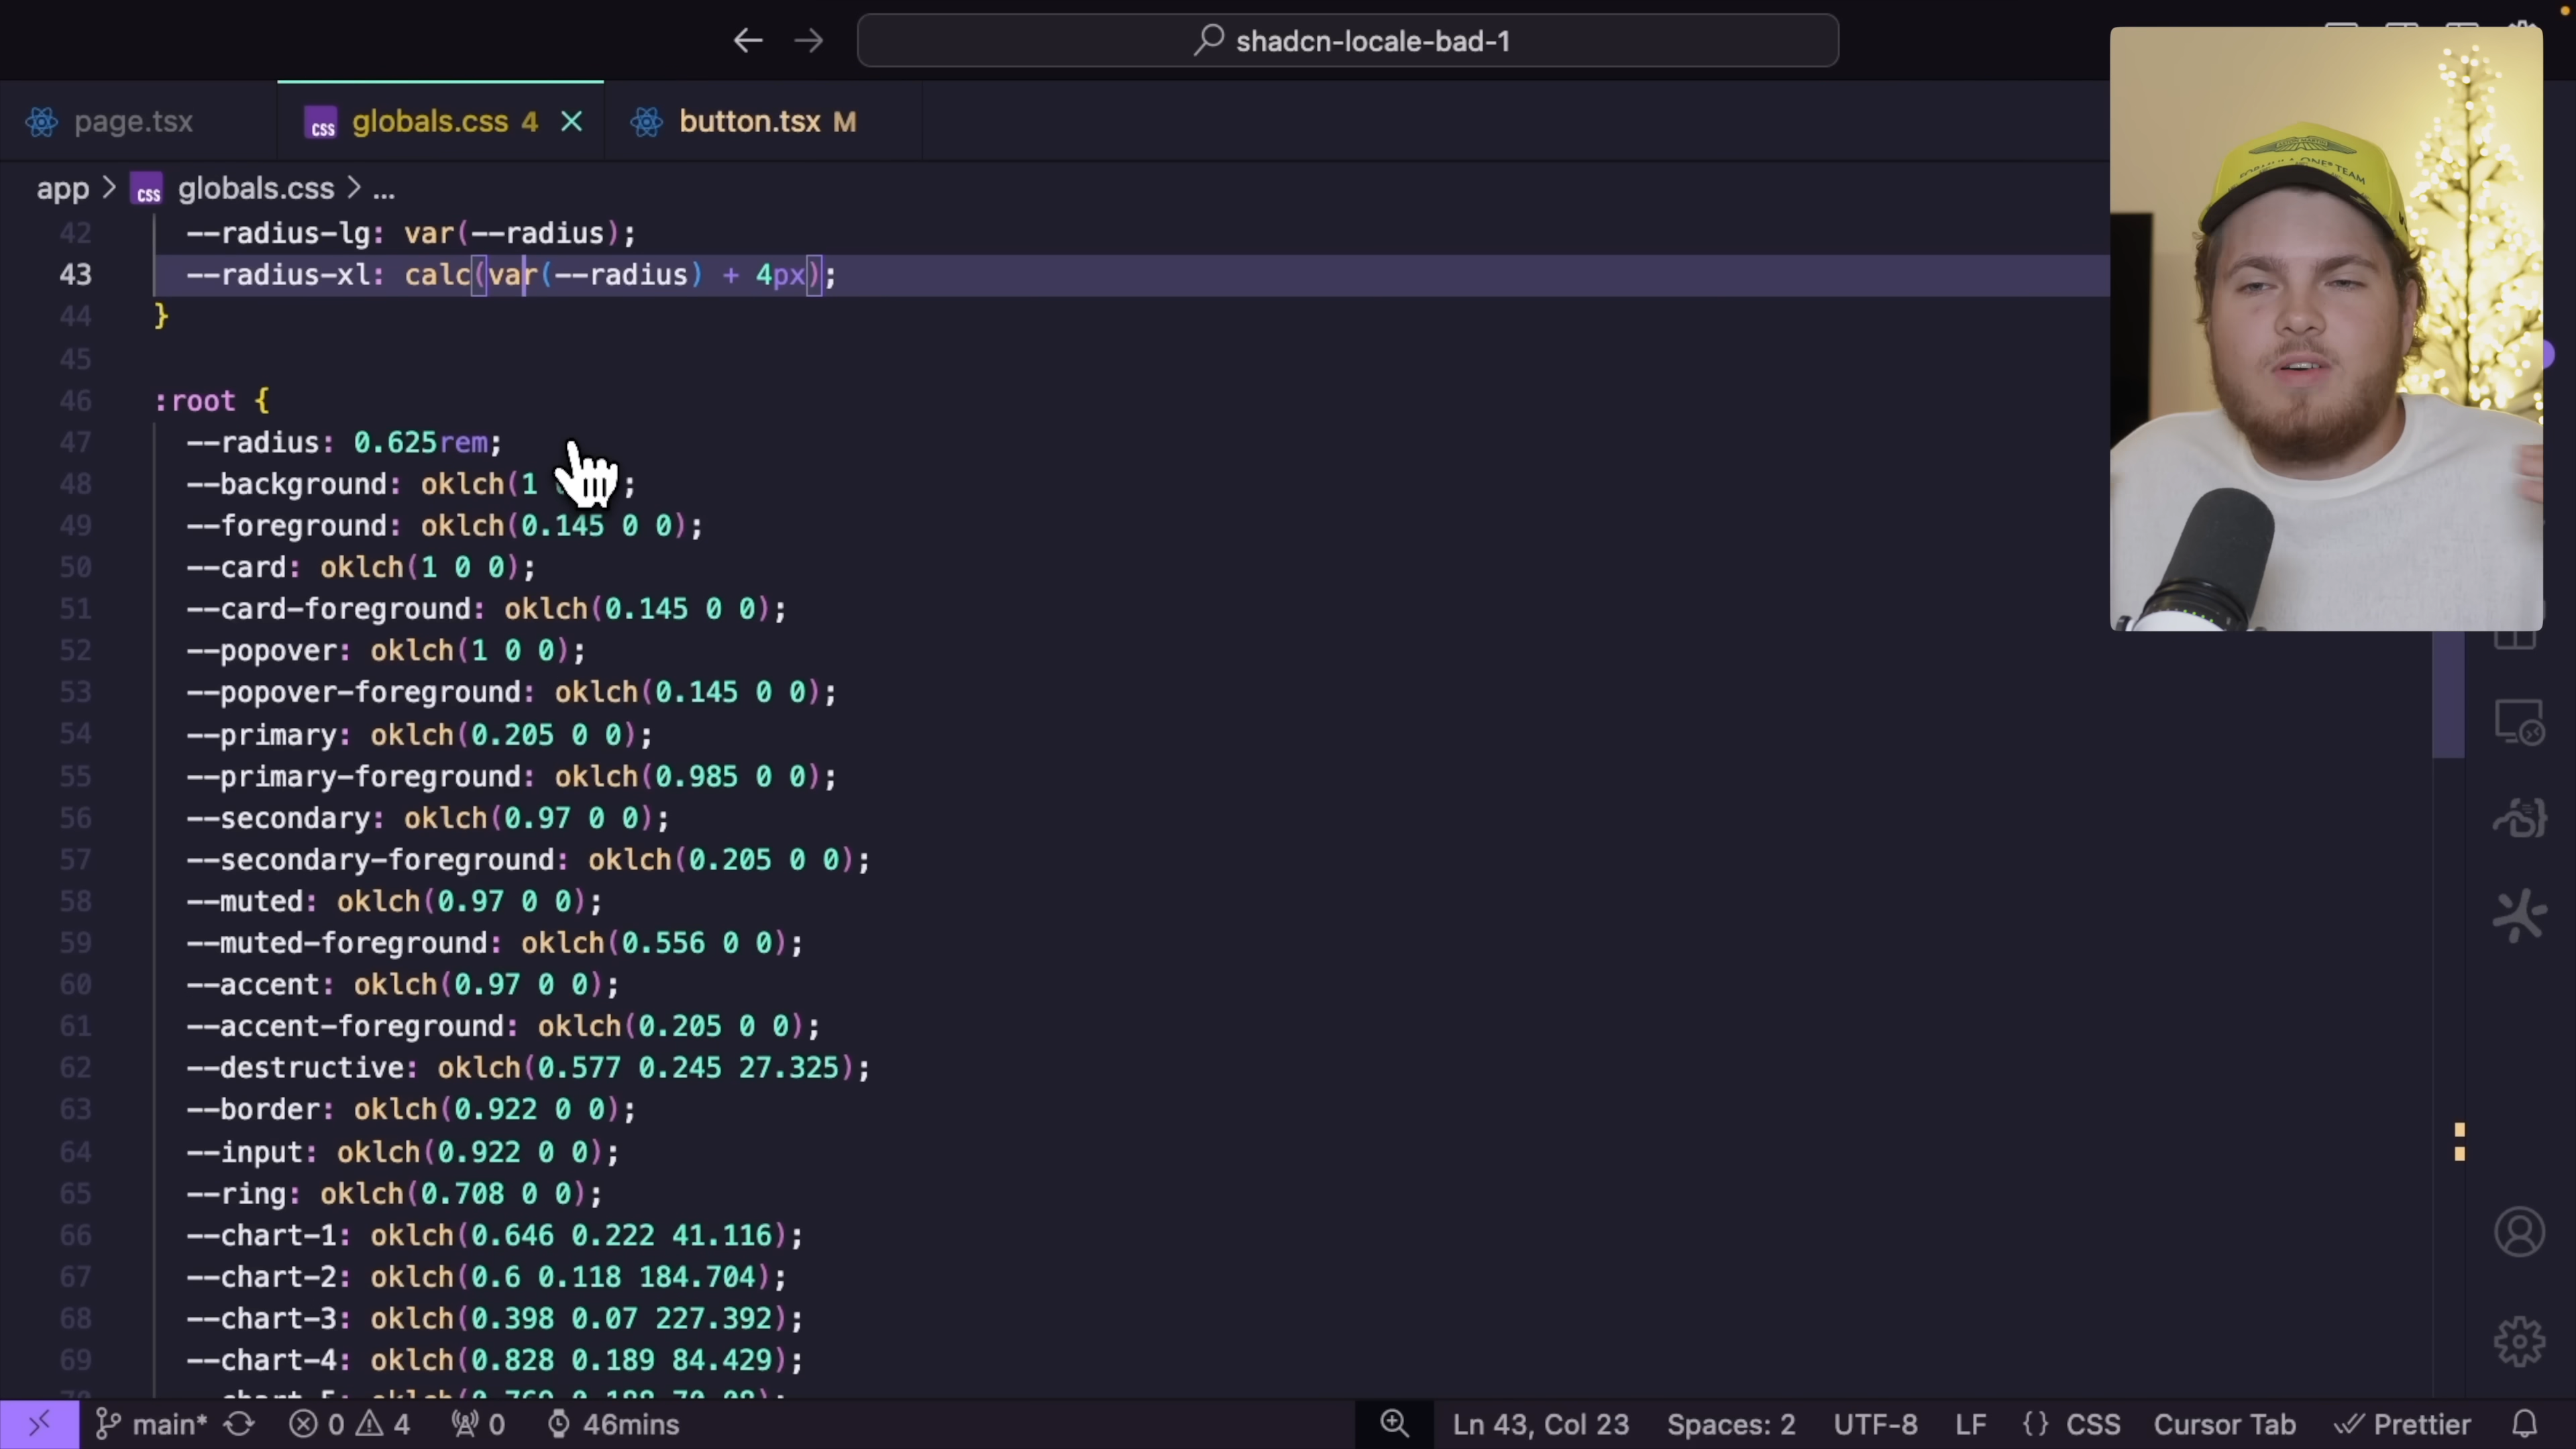 shadcn-locale-bad-1
page.tsx
globals.css 4
button.tsx M
app > globals.css > ...
42 --radius-lg: var(--radius);
43 --radius-xl: calc(var(--radius) + 4px);
44 }
45
46 :root {
47 --radius: 0.625rem;
48 --background: oklch(1 ;
49 --foreground: oklch(0.145 0 0);
50 --card: oklch(1 0 0);
51 --card-foreground: oklch(0.145 0 0);
52 --popover: oklch(1 0 0);
53 --popover-foreground: oklch(0.145 0 0);
54 --primary: oklch(0.205 0 0);
55 --primary-foreground: oklch(0.985 0 0);
56 --secondary: oklch(0.97 0 0);
57 --secondary-foreground: oklch(0.205 0 0);
58 --muted: oklch(0.97 0 0);
59 --muted-foreground: oklch(0.556 0 0);
60 --accent: oklch(0.97 0 0);
61 --accent-foreground: oklch(0.205 0 0);
62 --destructive: oklch(0.577 0.245 27.325);
63 --border: oklch(0.922 0 0);
64 --input: oklch(0.922 0 0);
65 --ring: oklch(0.708 0 0);
66 --chart-1: oklch(0.646 0.222 41.116);
67 --chart-2: oklch(0.6 0.118 184.704);
68 --chart-3: oklch(0.398 0.07 227.392);
69 --chart-4: oklch(0.828 0.189 84.429);
main* 0 4 0 46mins Ln 43, Col 23 Spaces: 2 UTF-8 LF {} CSS Cursor Tab Prettier